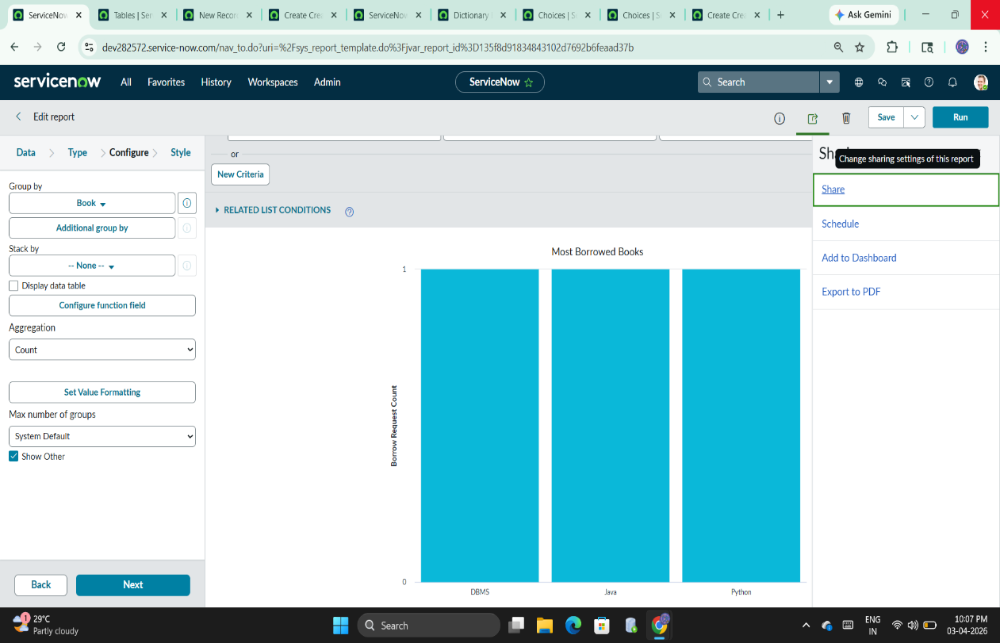 ServiceNow
Tables | Ser
New Recor
Create Crea
ServiceNow
Dictionary
Choices | S
Choices | S
Create Crea
Ask Gemini
dev282572.service-now.com/nav_to.do?uri=%2Fsys_report_template.do%3Fjvar_report_id%3D135f8d91834843102d7692b6feaad37b
servicenow
All
Favorites
History
Workspaces
Admin
ServiceNow
Search
Edit report
Save
Run
Data
Type
Configure
Style
or
New Criteria
RELATED LIST CONDITIONS
Group by
Book
Additional group by
Stack by
-- None --
Display data table
Configure function field
Aggregation
Count
Set Value Formatting
Max number of groups
System Default
Show Other
Back
Next
Most Borrowed Books
1
0
Borrow Request Count
DBMS
Java
Python
Change sharing settings of this report
Share
Schedule
Add to Dashboard
Export to PDF
1
29°C
Partly cloudy
Search
ENG
IN
10:07 PM
03-04-2026